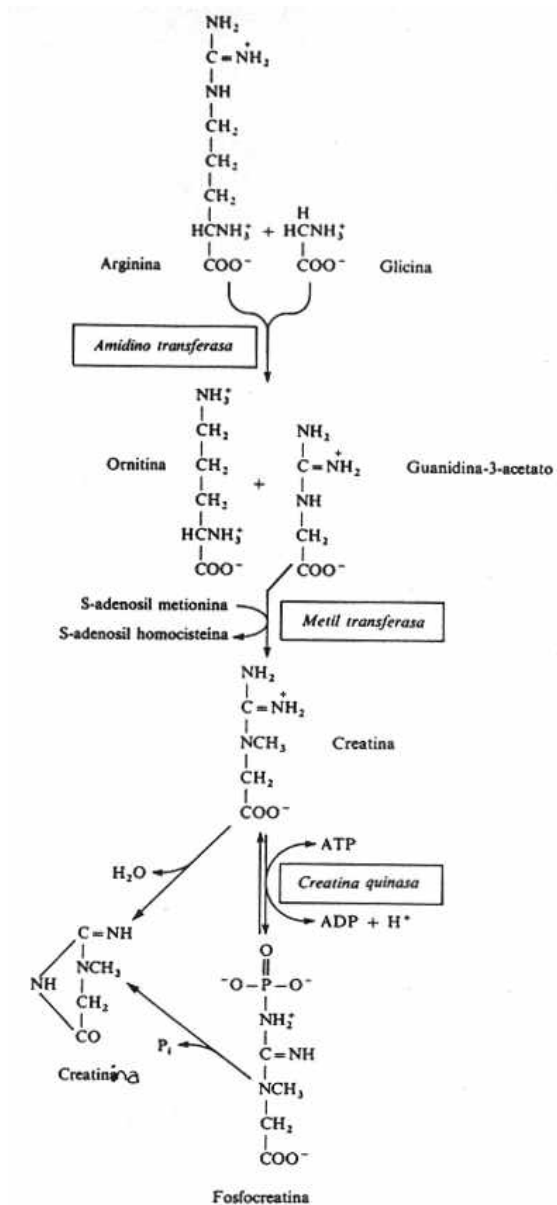 NH₂
C=NH₂⁺
NH
CH₂
CH₂
CH₂
HCNH₃⁺ + HCNH₃⁺
H
Arginina COO⁻ COO⁻ Glicina
Amidino transferasa
NH₃⁺
CH₂ NH₂
Ornitina CH₂ + C=NH₂⁺ Guanidina-3-acetato
CH₂ NH
HCNH₃⁺ CH₂
COO⁻ COO⁻
S-adenosil metionina
S-adenosil homocisteína
Metil transferasa
NH₂
C=NH₂⁺
NCH₃ Creatina
CH₂
COO⁻
H₂O ATP
Creatina quinasa
ADP + H⁺
C=NH
NCH₃
NH
CH₂
CO
Creatinina
O
⁻O-P-O⁻
NH₂⁺
C=NH
Pᵢ
NCH₃
CH₂
COO⁻
Fosfocreatina